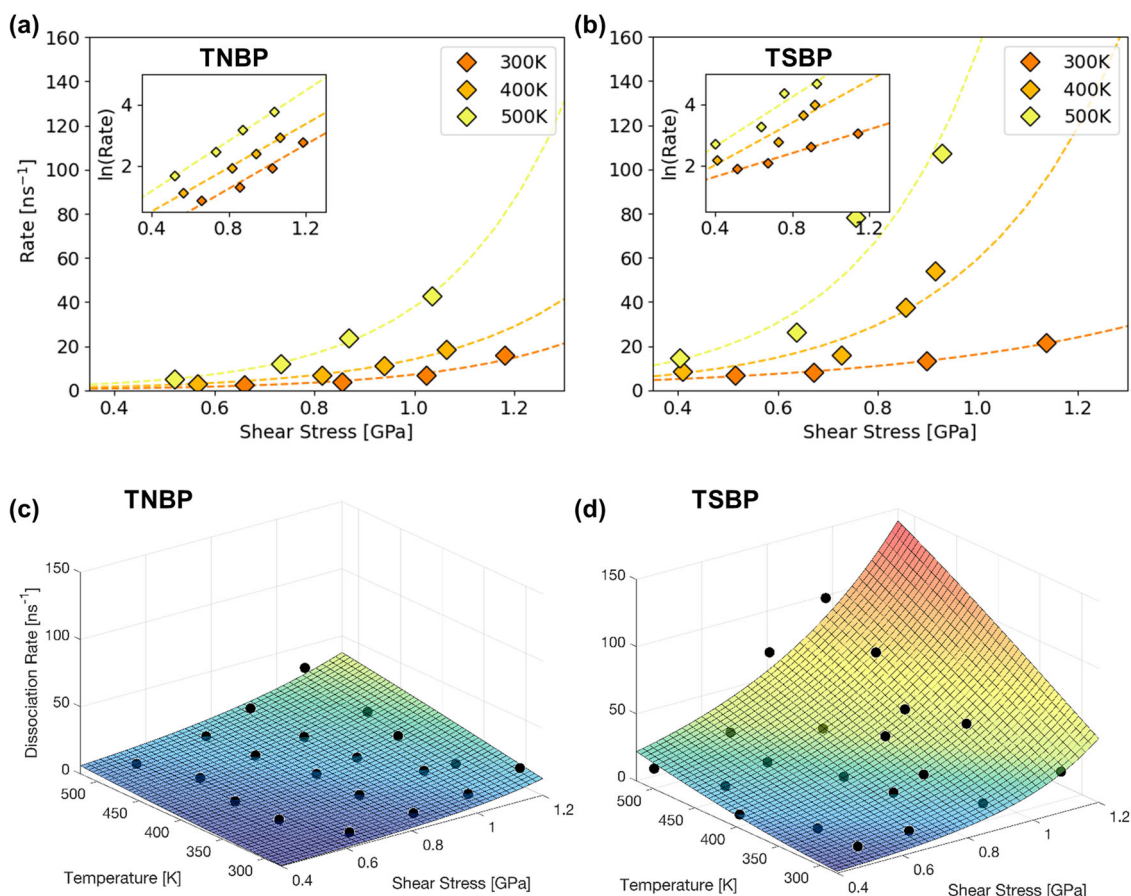 (a)
TNBP
160
140
120
100
80
60
40
20
0
Rate [ns⁻¹]
0.4
0.6
0.8
1.0
1.2
Shear Stress [GPa]
300K
400K
500K
ln(Rate)
4
2
0.4
0.8
1.2
(b)
TSBP
160
140
120
100
80
60
40
20
0
0.4
0.6
0.8
1.0
1.2
Shear Stress [GPa]
300K
400K
500K
ln(Rate)
4
2
0.4
0.8
1.2
(c)
TNBP
150
100
50
0
Dissociation Rate [ns⁻¹]
500
450
400
350
300
Temperature [K]
0.4
0.6
0.8
1
1.2
Shear Stress [GPa]
(d)
TSBP
150
100
50
0
500
450
400
350
300
Temperature [K]
0.4
0.6
0.8
1
1.2
Shear Stress [GPa]